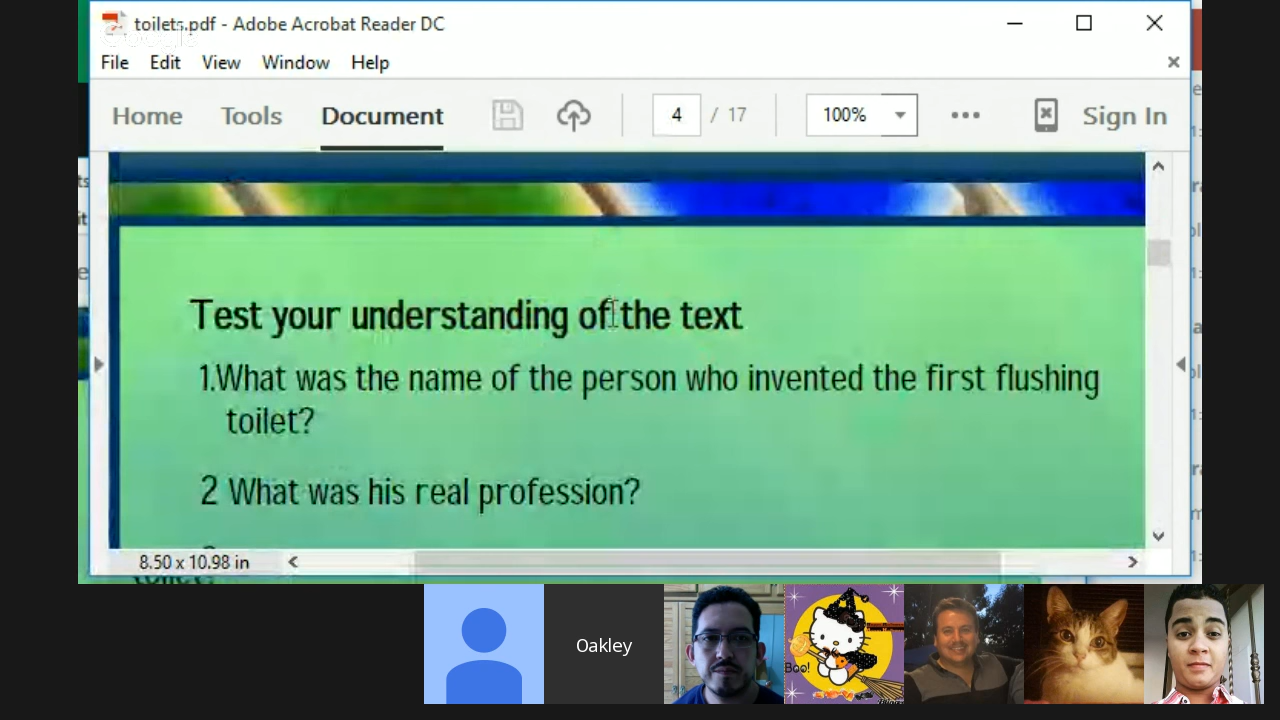 toilets.pdf - Adobe Acrobat Reader DC
File Edit View Window Help
Home Tools Document 4 / 17 100% Sign In
Test your understanding of the text
1.What was the name of the person who invented the first flushing
toilet?
2 What was his real profession?
8.50 x 10.98 in
Oakley
Boo!